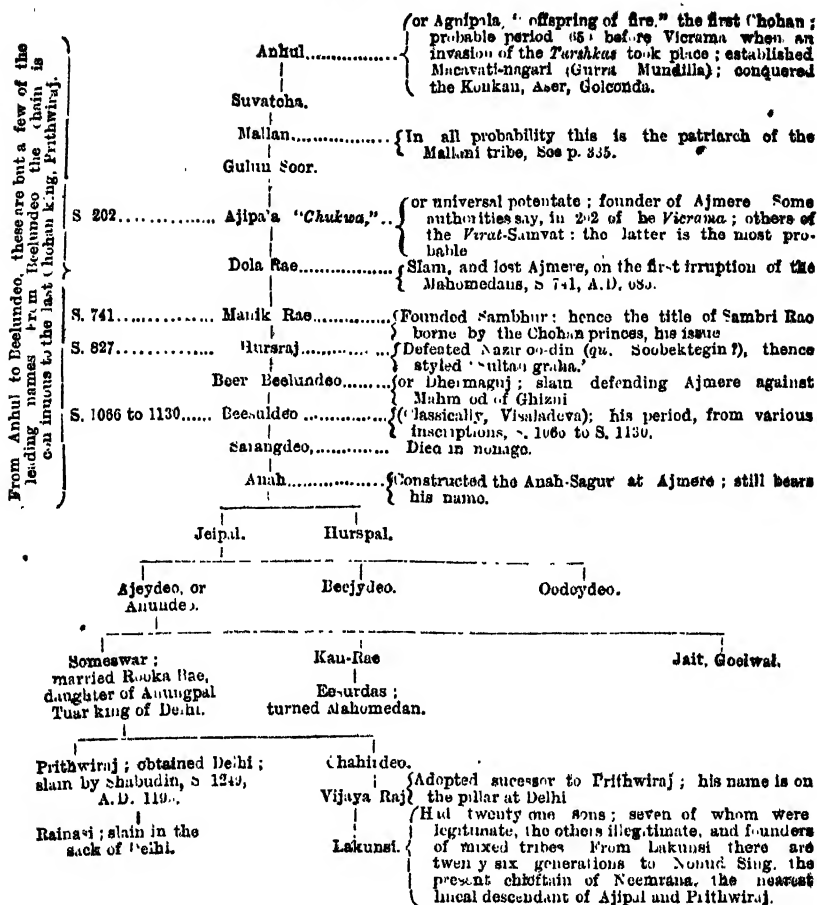 From Anhul to Beelundeo, these are but a few of the
leading names from Beelundeo the chain is
continuous to the last Chohan king, Prithwiraj.
Anhul.............. or Agnipala, "offspring of fire," the first Chohan ;
probable period 650 before Vicrama when an
invasion of the Turshkas took place ; established
Macavati-nagari (Gurra Mundilla) ; conquered
the Konkan, Aser, Golconda.
Suvatcha.
Mallan................ In all probability this is the patriarch of the
Mallani tribe, See p. 335.
Gulun Soor.
S 202............... Ajipala "Chukwa,".. or universal potentate ; founder of Ajmere Some
authorities say, in 202 of he Vicrama ; others of
the Virat-Samvat : the latter is the most pro-
bable
Dola Rae............ Slam, and lost Ajmere, on the first irruption of the
Mahomedans, S 741, A.D. 685.
S. 741............... Manik Rae.......... Founded Sambhur : hence the title of Sambri Rao
borne by the Chohan princes, his issue
S. 827............... Hursraj............ Defeated Nazir oo-din (qu. Soobektegin ?), thence
styled 'Sultan graha.'
Beer Beelundeo........ or Dhermaguj ; slain defending Ajmere against
Mahm od of Ghizni
S. 1066 to 1130...... Beesuldeo ........... (Classically, Visaladeva); his period, from various
inscriptions, S. 1066 to S. 1130.
Sarangdeo,............. Died in nonage.
Anah................. Constructed the Anah-Sagur at Ajmere ; still bears
his name.
Jeipal. Hurspal.
Ajeydeo, or
Anundeo. Beejydeo. Oodeydeo.
Someswar ;
married Rooka Bae,
daughter of Anungpal
Tuar king of Delhi. Kan-Rae Jait, Goelwal.
Eesurdas ;
turned Mahomedan.
Prithwiraj ; obtained Delhi ;
slain by Shabudin, S 1249,
A.D. 119 . Chahirdeo.
Vijaya Raj Adopted sucessor to Prithwiraj ; his name is on
the pillar at Delhi
Rainasi ; slain in the
sack of Delhi. Lakunsi. Had twenty one sons ; seven of whom were
legitimate, the others illegitimate, and founders
of mixed tribes From Lakunsi there are
twen y six generations to Nonud Sing, the
present chieftain of Neemrana, the nearest
lineal descendant of Ajipal and Prithwiraj.